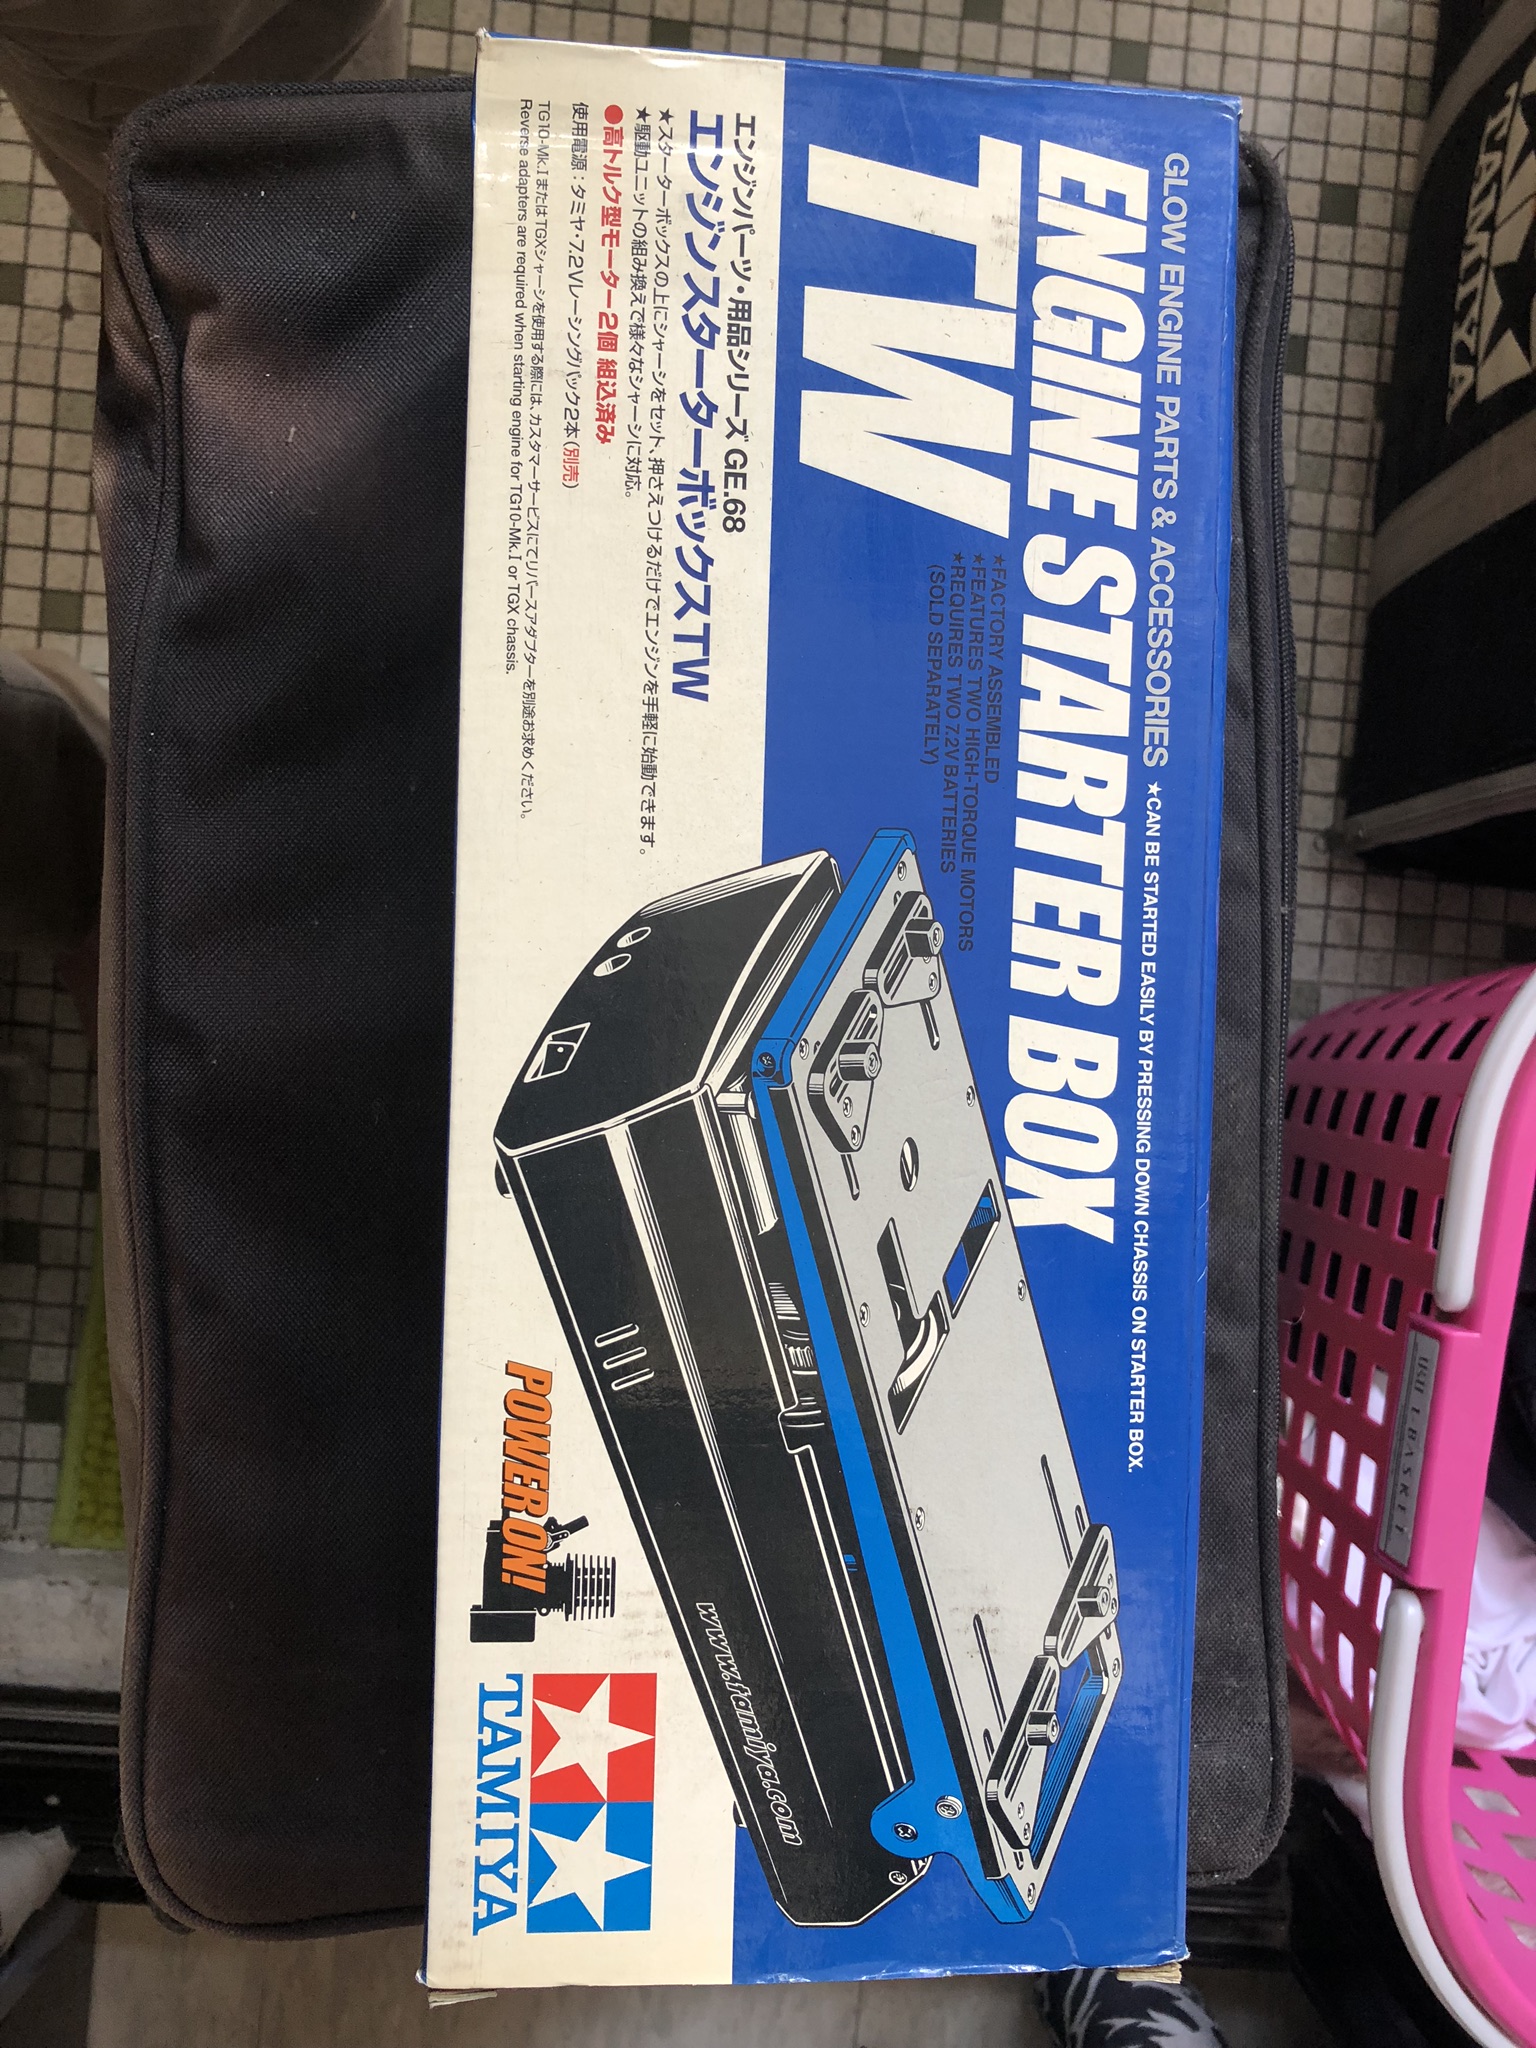 GLOW ENGINE PARTS & ACCESSORIES ★CAN BE STARTED EASILY BY PRESSING DOWN CHASSIS ON STARTER BOX.
ENGINE STARTER BOX
TW
★FACTORY ASSEMBLED
★FEATURES TWO HIGH-TORQUE MOTORS
★REQUIRES TWO 7.2V BATTERIES
(SOLD SEPARATELY)
エンジンパーツ・用品シリーズ GE.68
エンジンスターターボックスTW
★スターターボックスの上にシャーシをセット、押さえつけるだけでエンジンを手軽に始動できます。
★駆動ユニットの組み換えで様々なシャーシに対応。
●高トルク型モーター2個 組込済み
使用電源：タミヤ・7.2Vレーシングパック2本(別売)
TG10-Mk.IまたはTGXシャーシを使用する際には、カスタマーサービスにてリバースアダプターを別途お求めください。
Reverse adapters are required when starting engine for TG10-Mk.I or TGX chassis.
www.tamiya.com
POWER ON!
TAMIYA
TAMIYA